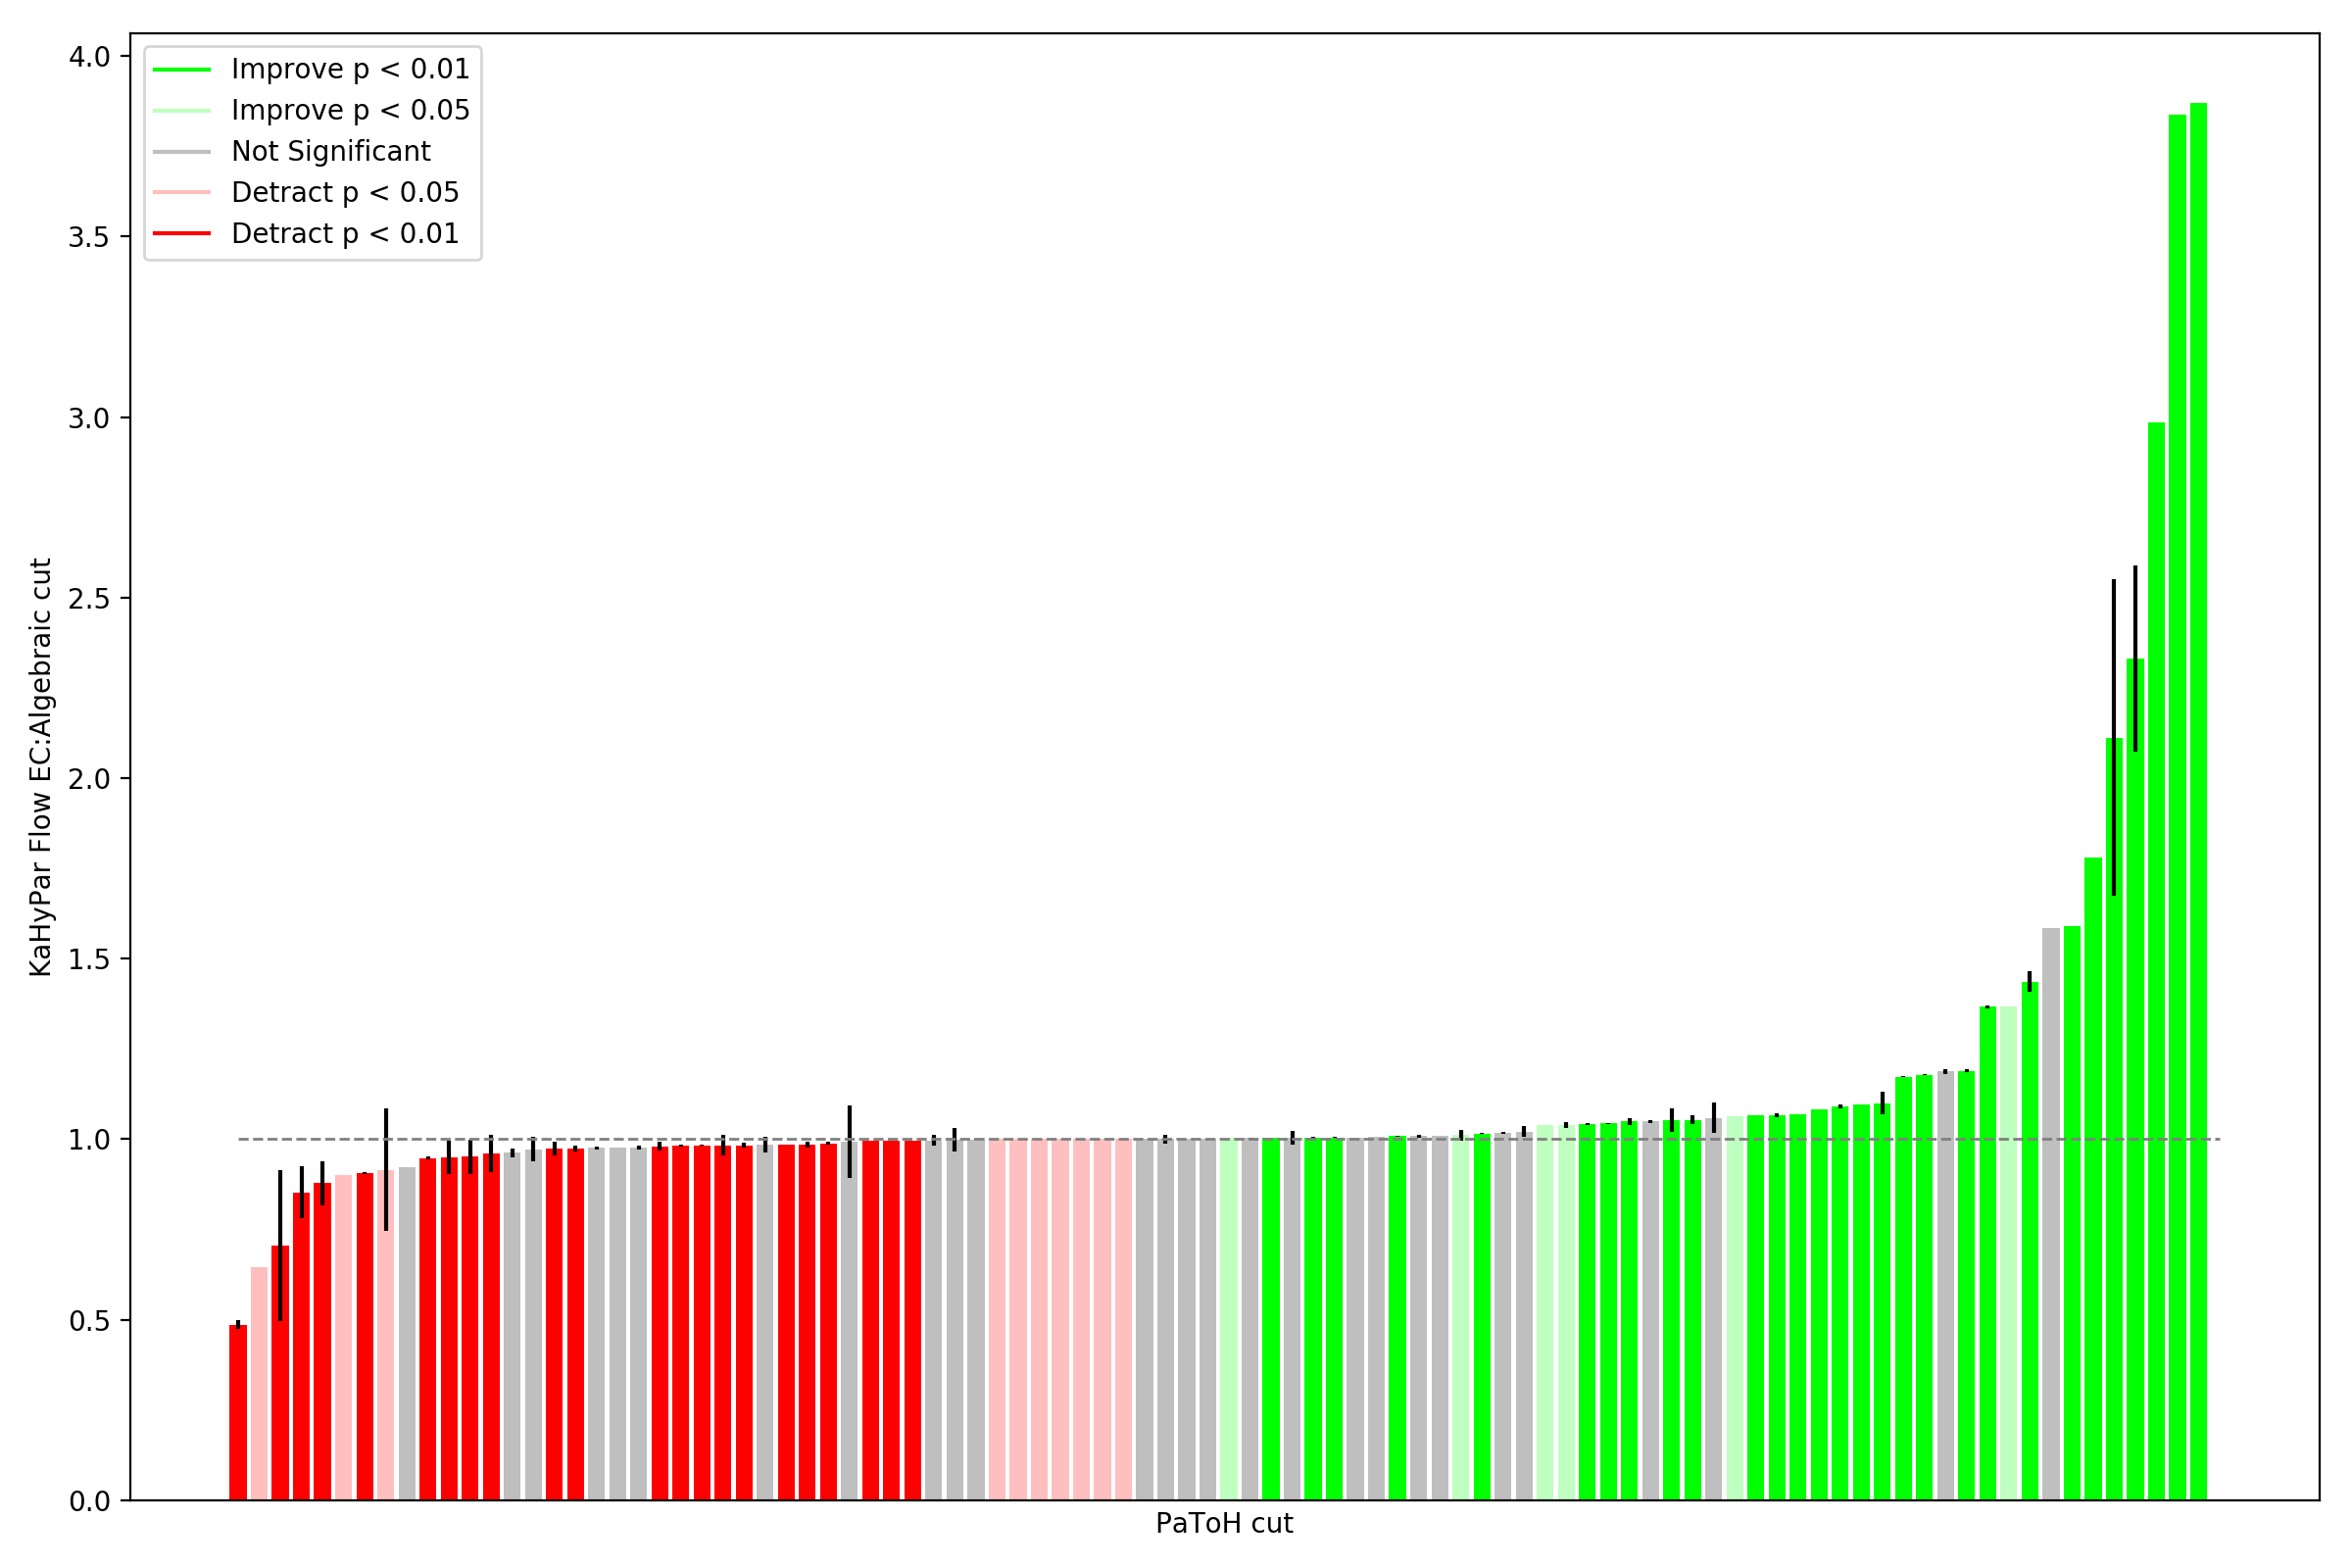 4.0
3.5
3.0
2.5
2.0
1.5
1.0
0.5
0.0
KaHyPar Flow EC:Algebraic cut
Improve p < 0.01
Improve p < 0.05
Not Significant
Detract p < 0.05
Detract p < 0.01
PaToH cut